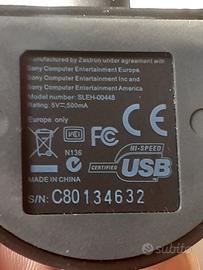 Manufactured by Zastron under agreement with
Sony Computer Entertainment Europe,
Sony Computer Entertainment Inc and
Sony Computer Entertainment America
Model number: SLEH-00448
Rating: 5V⎓500mA
Europe only
FC CE
N136
HI-SPEED
CERTIFIED
USB
MADE IN CHINA
S/N: C80134632
subito